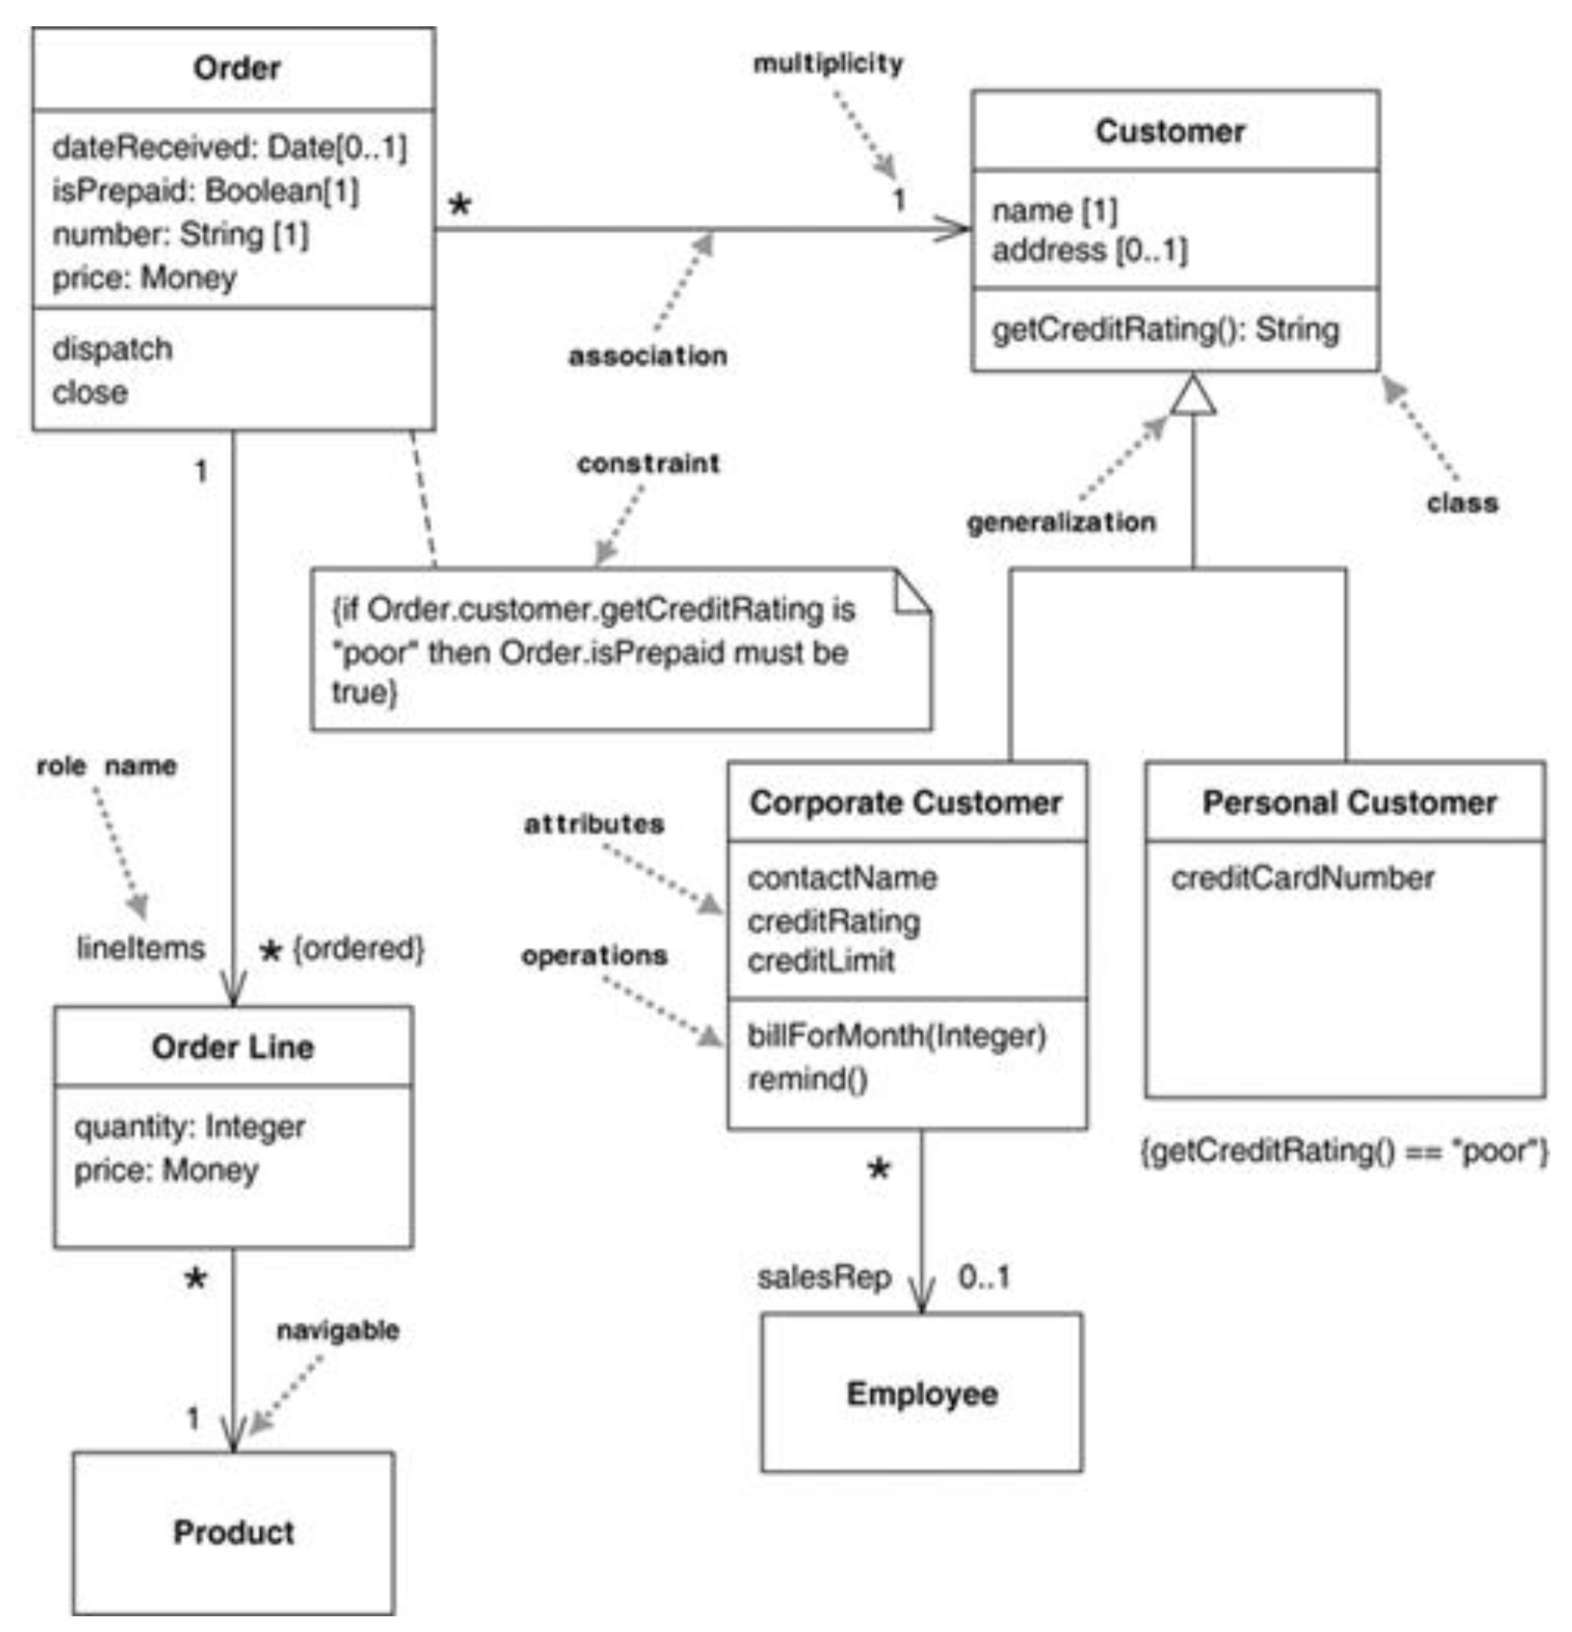 Order
dateReceived: Date[0..1]
isPrepaid: Boolean[1]
number: String [1]
price: Money
dispatch
close
multiplicity
*
1
association
Customer
name [1]
address [0..1]
getCreditRating(): String
generalization
class
constraint
{if Order.customer.getCreditRating is
"poor" then Order.isPrepaid must be
true}
1
role name
lineItems
* {ordered}
Order Line
quantity: Integer
price: Money
*
navigable
1
Product
attributes
operations
Corporate Customer
contactName
creditRating
creditLimit
billForMonth(Integer)
remind()
Personal Customer
creditCardNumber
{getCreditRating() == "poor"}
*
salesRep
0..1
Employee